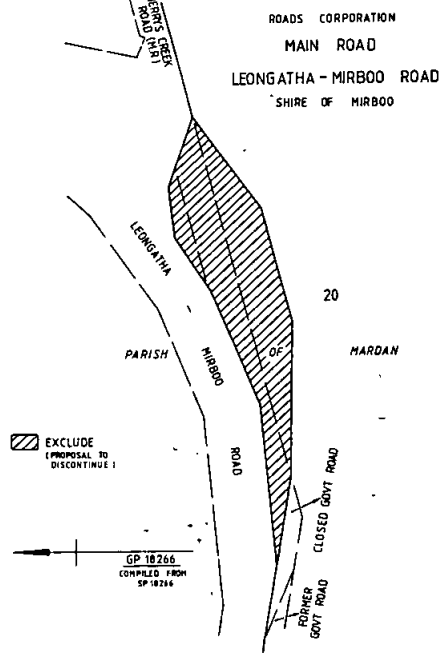 ROADS CORPORATION
MAIN ROAD
LEONGATHA - MIRBOO ROAD
SHIRE OF MIRBOO
CREEK
ROAD (M.R)
LEONGATHA
20
PARISH
MIRBOO
OF
MARDAN
ROAD
EXCLUDE
(PROPOSAL TO
DISCONTINUE)
CLOSED GOVT ROAD
GP 18266
COMPILED FROM
SP 18266
FORMER
GOVT ROAD